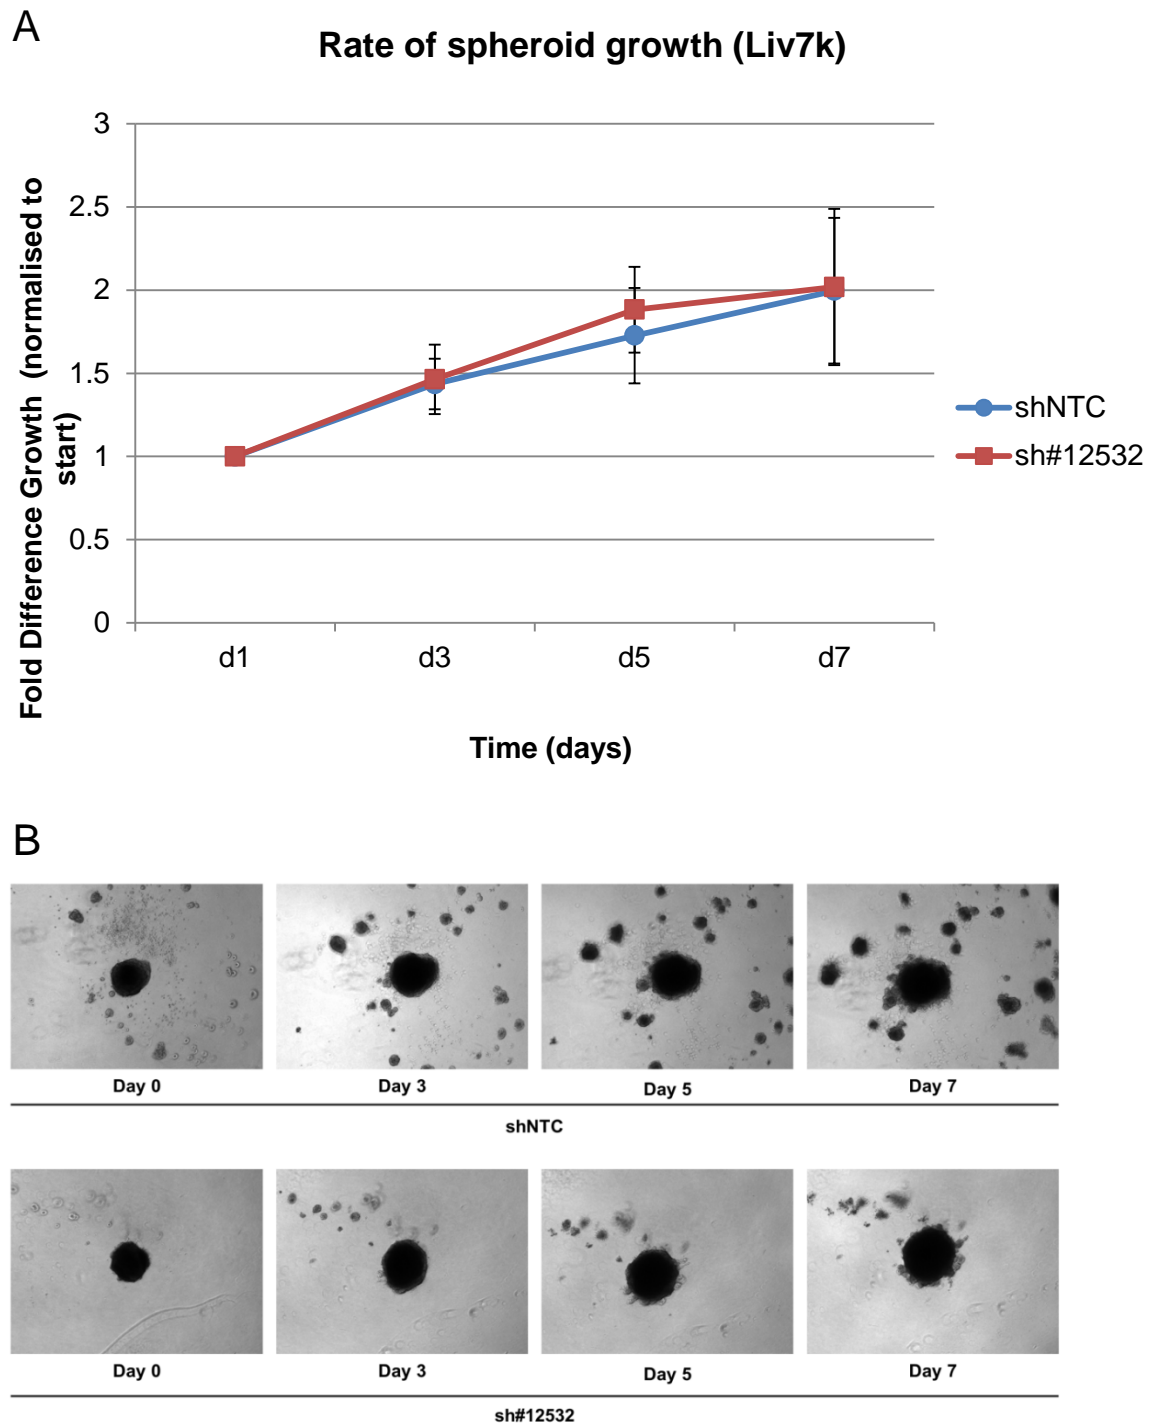 A
Rate of spheroid growth (Liv7k)
Fold Difference Growth (normalised to
start)
3
2.5
2
1.5
1
0.5
0
d1 d3 d5 d7
Time (days)
shNTC
sh#12532
B
Day 0 Day 3 Day 5 Day 7
shNTC
Day 0 Day 3 Day 5 Day 7
sh#12532